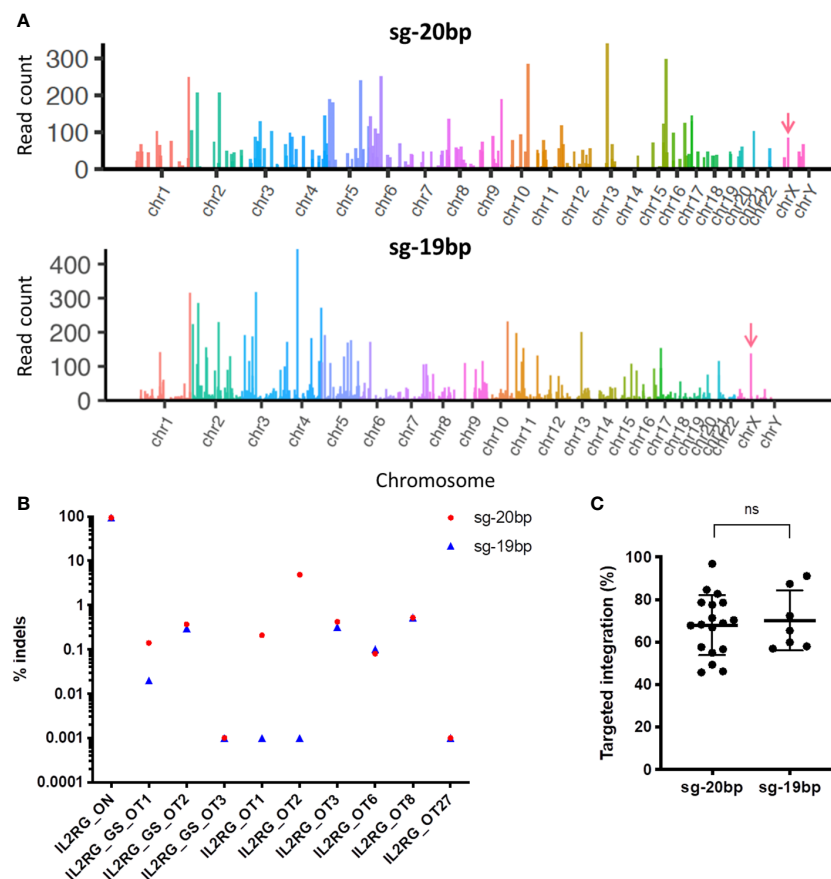 A
sg-20bp
Read count
300
200
100
0
chr1
chr2
chr3
chr4
chr5
chr6
chr7
chr8
chr9
chr10
chr11
chr12
chr13
chr14
chr15
chr16
chr17
chr18
chr19
chr20
chr21
chr22
chrX
chrY
sg-19bp
Read count
400
300
200
100
0
chr1
chr2
chr3
chr4
chr5
chr6
chr7
chr8
chr9
chr10
chr11
chr12
chr13
chr14
chr15
chr16
chr17
chr18
chr19
chr20
chr21
chr22
chrX
chrY
Chromosome
B
% indels
100
10
1
0.1
0.01
0.001
0.0001
sg-20bp
sg-19bp
IL2RG_ON
IL2RG_GS_OT1
IL2RG_GS_OT2
IL2RG_GS_OT3
IL2RG_OT1
IL2RG_OT2
IL2RG_OT3
IL2RG_OT6
IL2RG_OT8
IL2RG_OT27
C
ns
Targeted integration (%)
100
80
60
40
20
0
sg-20bp
sg-19bp